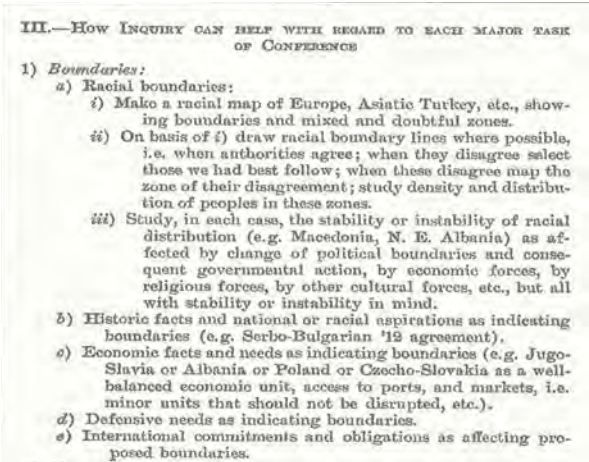 III.—How Inquiry can help with regard to each major task
of Conference
1) Boundaries:
a) Racial boundaries:
i) Make a racial map of Europe, Asiatic Turkey, etc., show-
ing boundaries and mixed and doubtful zones.
ii) On basis of i) draw racial boundary lines where possible,
i.e. when authorities agree; when they disagree select
those we had best follow; when these disagree map the
zone of their disagreement; study density and distribu-
tion of peoples in these zones.
iii) Study, in each case, the stability or instability of racial
distribution (e.g. Macedonia, N. E. Albania) as af-
fected by change of political boundaries and conse-
quent governmental action, by economic forces, by
religious forces, by other cultural forces, etc., but all
with stability or instability in mind.
b) Historic facts and national or racial aspirations as indicating
boundaries (e.g. Serbo-Bulgarian '12 agreement).
c) Economic facts and needs as indicating boundaries (e.g. Jugo-
Slavia or Albania or Poland or Czecho-Slovakia as a well-
balanced economic unit, access to ports, and markets, i.e.
minor units that should not be disrupted, etc.).
d) Defensive needs as indicating boundaries.
e) International commitments and obligations as affecting pro-
posed boundaries.